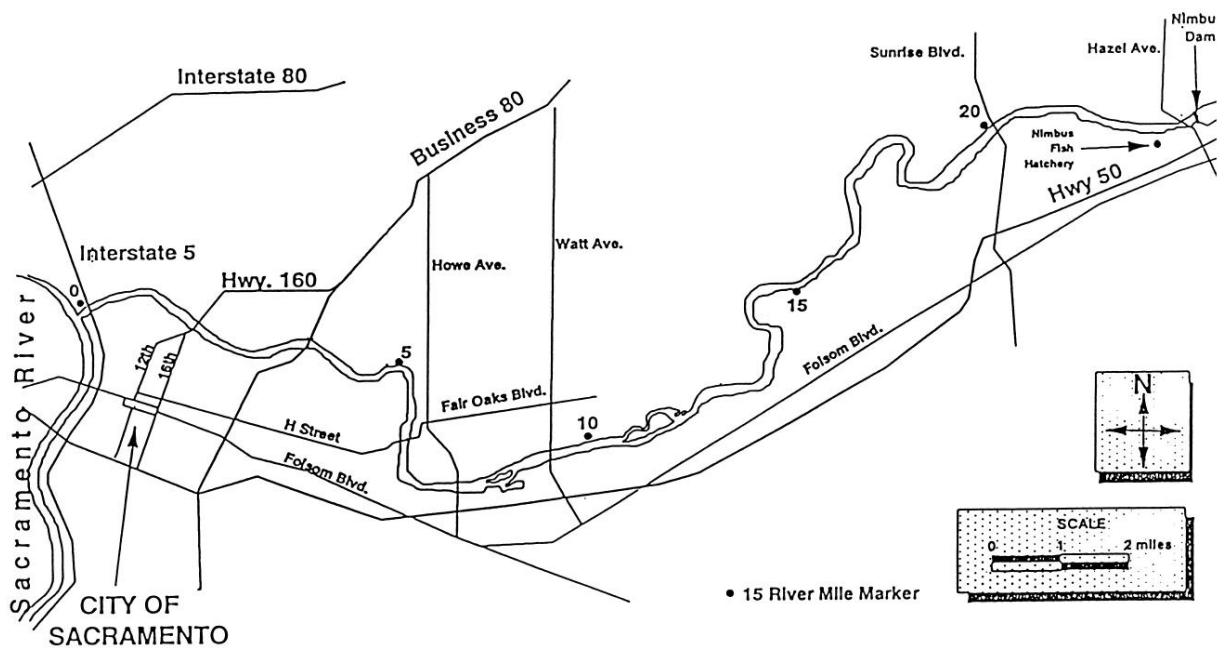 Nimbu
Dam
Sunrise Blvd.
Hazel Ave.
Interstate 80
Business 80
20
Nimbus
Fish
Hatchery
Hwy 50
Interstate 5
Watt Ave.
Howe Ave.
Hwy. 160
0
15
Sacramento River
12th
16th
5
Folsom Blvd.
Fair Oaks Blvd.
10
H Street
Folsom Blvd.
N
SCALE
0 1 2 miles
• 15 River Mile Marker
CITY OF
SACRAMENTO